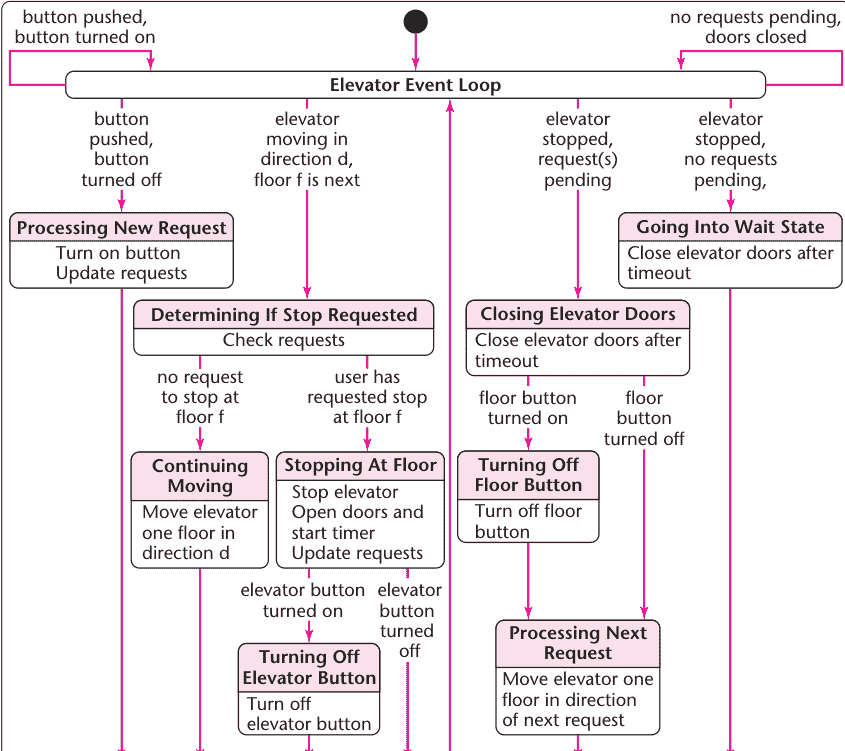 button pushed,
button turned on
no requests pending,
doors closed
Elevator Event Loop
button
pushed,
button
turned off
elevator
moving in
direction d,
floor f is next
elevator
stopped,
request(s)
pending
elevator
stopped,
no requests
pending,
Processing New Request
Turn on button
Update requests
Going Into Wait State
Close elevator doors after
timeout
Determining If Stop Requested
Check requests
Closing Elevator Doors
Close elevator doors after
timeout
no request
to stop at
floor f
user has
requested stop
at floor f
floor button
turned on
floor
button
turned off
Continuing
Moving
Move elevator
one floor in
direction d
Stopping At Floor
Stop elevator
Open doors and
start timer
Update requests
Turning Off
Floor Button
Turn off floor
button
elevator button
turned on
elevator
button
turned
off
Turning Off
Elevator Button
Turn off
elevator button
Processing Next
Request
Move elevator one
floor in direction
of next request